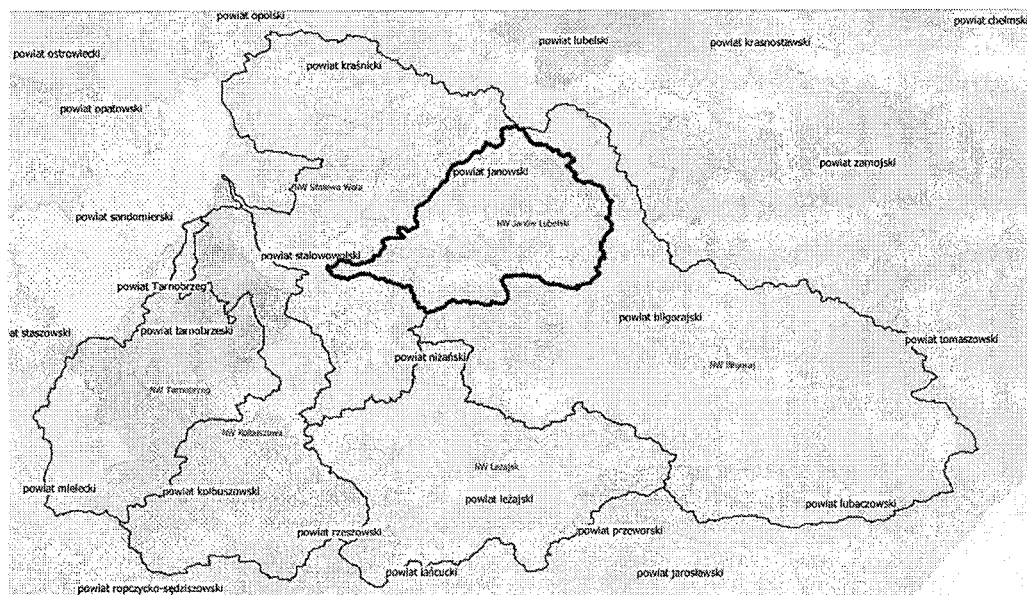 powiat opolski
powiat chełmski
powiat lubelski
powiat krasnostawski
powiat ostrowiecki
powiat kraśnicki
powiat opatowski
powiat zamojski
powiat janowski
NW Stalowa Wola
powiat sandomierski
NW Janów Lubelski
powiat stalowowolski
powiat Tarnobrzeg
powiat biłgorajski
at staszowski
powiat tarnobrzeski
powiat tomaszowski
powiat niżański
NW Biłgoraj
NW Tarnobrzeg
NW Kolbuszowa
NW Leżajsk
powiat mielecki
powiat kolbuszowski
powiat leżajski
powiat lubaczowski
powiat rzeszowski
powiat przeworski
powiat łańcucki
powiat jarosławski
powiat ropczycko-sędziszowski